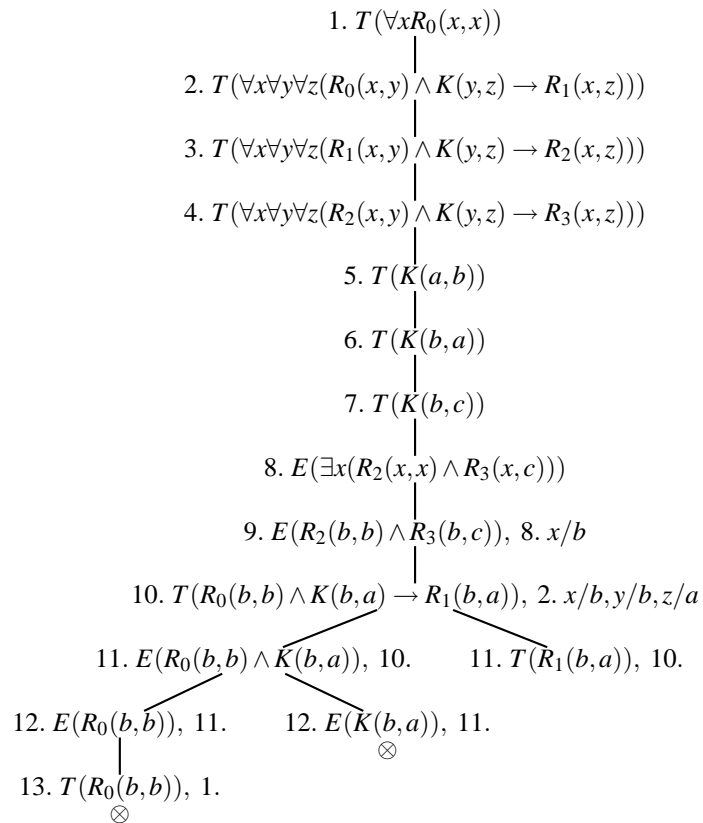 1. T(∀xR₀(x,x))
2. T(∀x∀y∀z(R₀(x,y)∧K(y,z)→R₁(x,z)))
3. T(∀x∀y∀z(R₁(x,y)∧K(y,z)→R₂(x,z)))
4. T(∀x∀y∀z(R₂(x,y)∧K(y,z)→R₃(x,z)))
5. T(K(a,b))
6. T(K(b,a))
7. T(K(b,c))
8. E(∃x(R₂(x,x)∧R₃(x,c)))
9. E(R₂(b,b)∧R₃(b,c)), 8. x/b
10. T(R₀(b,b)∧K(b,a)→R₁(b,a)), 2. x/b,y/b,z/a
11. E(R₀(b,b)∧K(b,a)), 10. 11. T(R₁(b,a)), 10.
12. E(R₀(b,b)), 11. 12. E(K(b,a)), 11.
⊗
13. T(R₀(b,b)), 1.
⊗